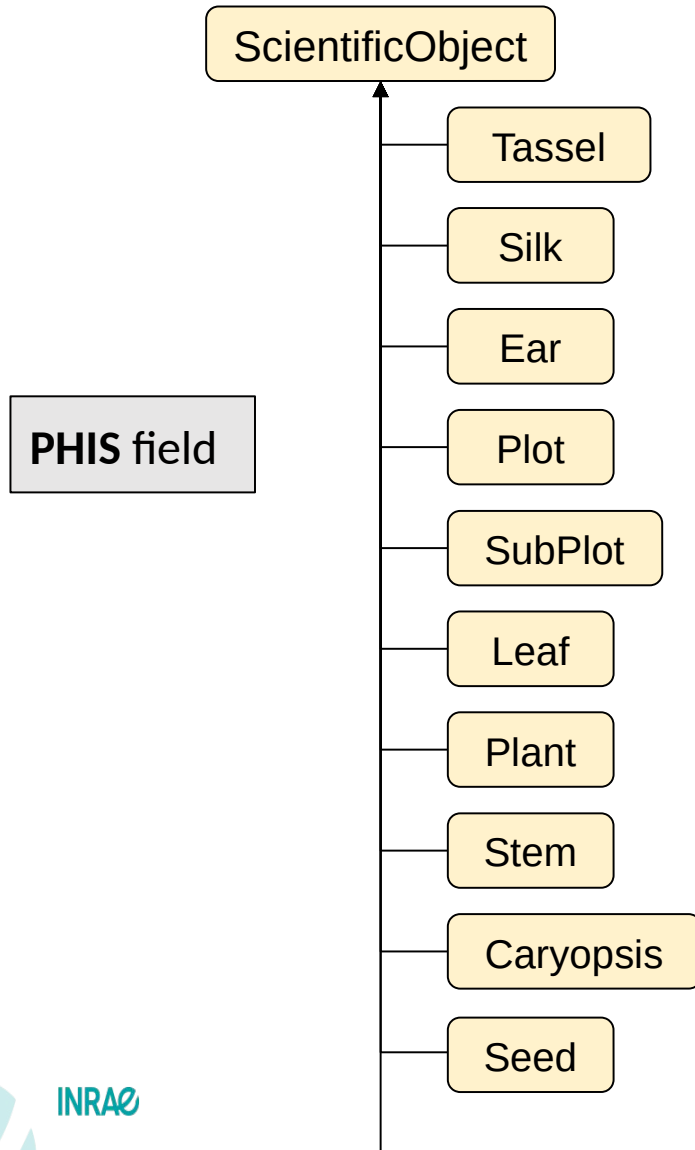 ScientificObject
Tassel
Silk
Ear
PHIS field
Plot
SubPlot
Leaf
Plant
Stem
Caryopsis
Seed
INRAE